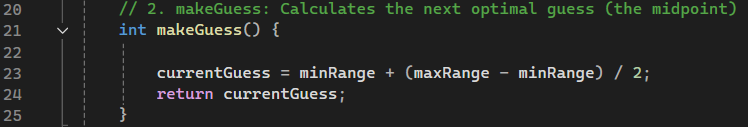 20 // 2. makeGuess: Calculates the next optimal guess (the midpoint)
21 int makeGuess() {
22
23 currentGuess = minRange + (maxRange - minRange) / 2;
24 return currentGuess;
25 }